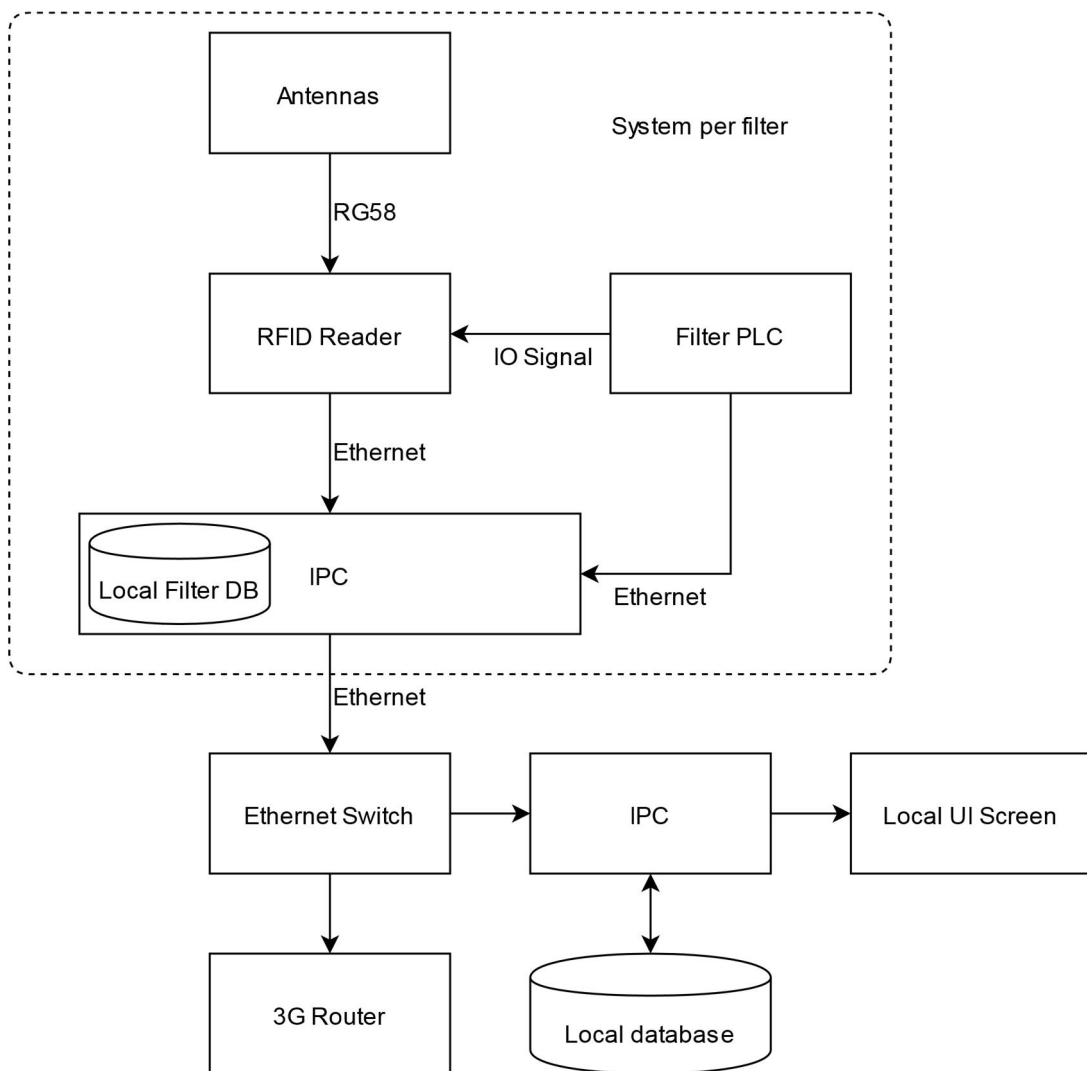 Antennas
System per filter
RG58
RFID Reader
IO Signal
Filter PLC
Ethernet
Local Filter DB
IPC
Ethernet
Ethernet
Ethernet Switch
IPC
Local UI Screen
3G Router
Local database